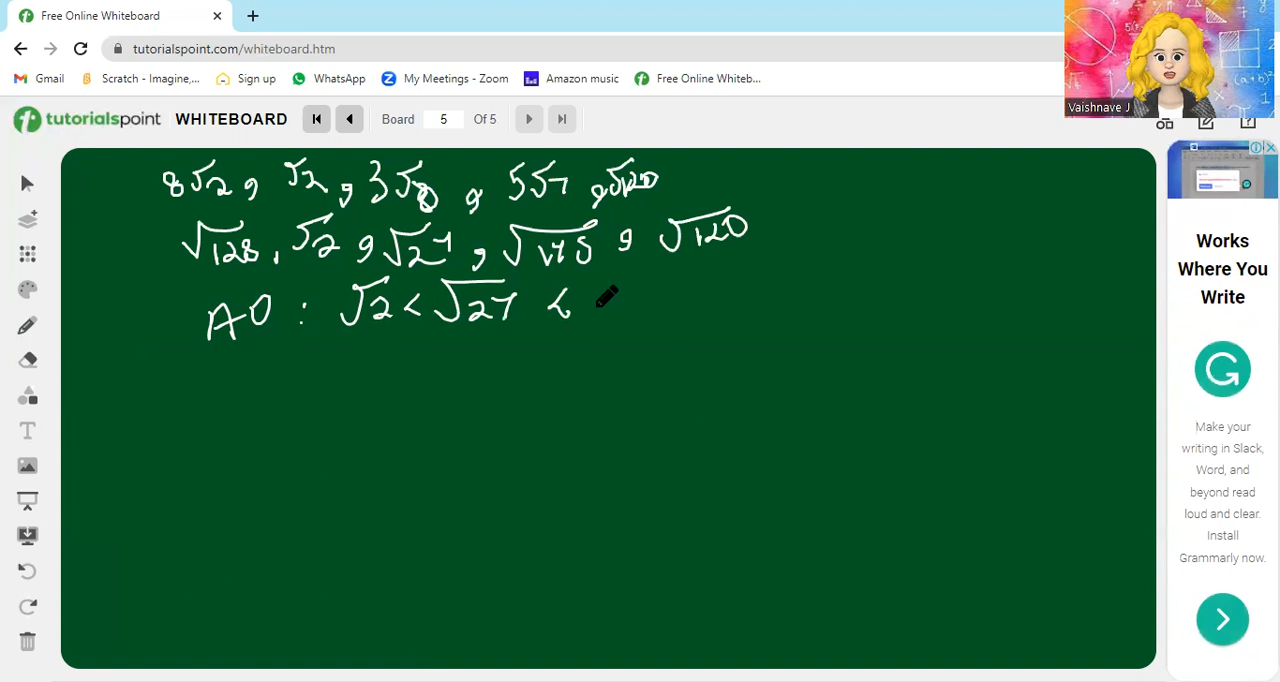 Free Online Whiteboard
tutorialspoint.com/whiteboard.htm
Gmail Scratch - Imagine,... Sign up WhatsApp My Meetings - Zoom Amazon music Free Online Whiteb...
Vaishnave J
tutorialspoint WHITEBOARD Board 5 Of 5
8√2, √2, 3√8, 5√7, √120
√128, √2, √27, √175, √120
AO: √2 < √27 <
Works
Where You
Write
Make your
writing in Slack,
Word, and
beyond read
loud and clear.
Install
Grammarly now.